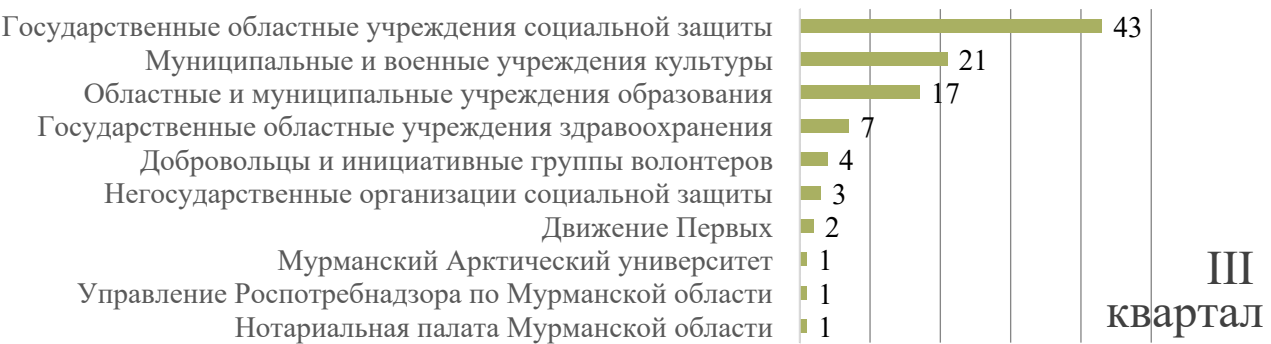 Государственные областные учреждения социальной защиты 43
Муниципальные и военные учреждения культуры 21
Областные и муниципальные учреждения образования 17
Государственные областные учреждения здравоохранения 7
Добровольцы и инициативные группы волонтеров 4
Негосударственные организации социальной защиты 3
Движение Первых 2
Мурманский Арктический университет 1
Управление Роспотребнадзора по Мурманской области 1
Нотариальная палата Мурманской области 1
III
квартал